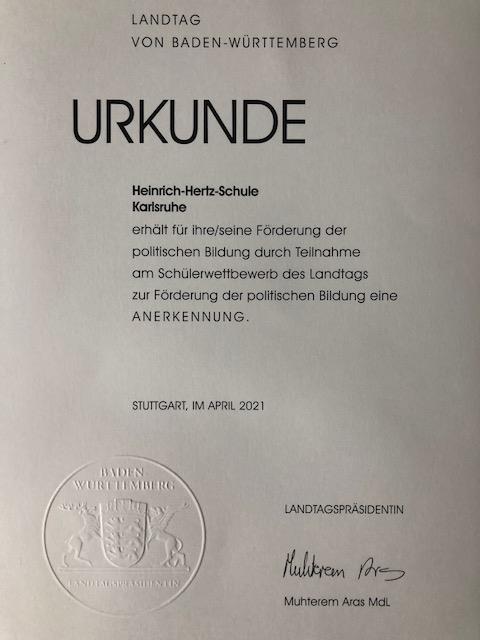 LANDTAG
VON BADEN-WÜRTTEMBERG
URKUNDE
Heinrich-Hertz-Schule
Karlsruhe
erhält für ihre/seine Förderung der
politischen Bildung durch Teilnahme
am Schülerwettbewerb des Landtags
zur Förderung der politischen Bildung eine
ANERKENNUNG.
STUTTGART, IM APRIL 2021
BADEN
WÜRTTEMBERG
LANDTAGSPRÄSIDENTIN
LANDTAGSPRÄSIDENTIN
Muhterem Aras
Muhterem Aras MdL